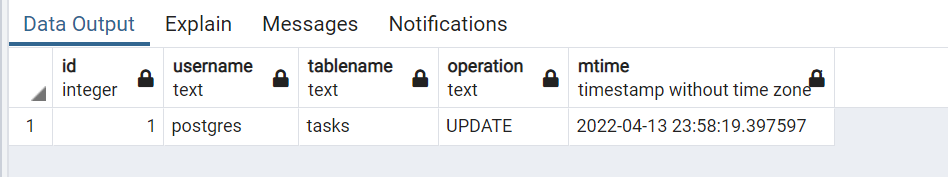 Data Output Explain Messages Notifications
id username tablename operation mtime
integer text text text timestamp without time zone
1 1 postgres tasks UPDATE 2022-04-13 23:58:19.397597